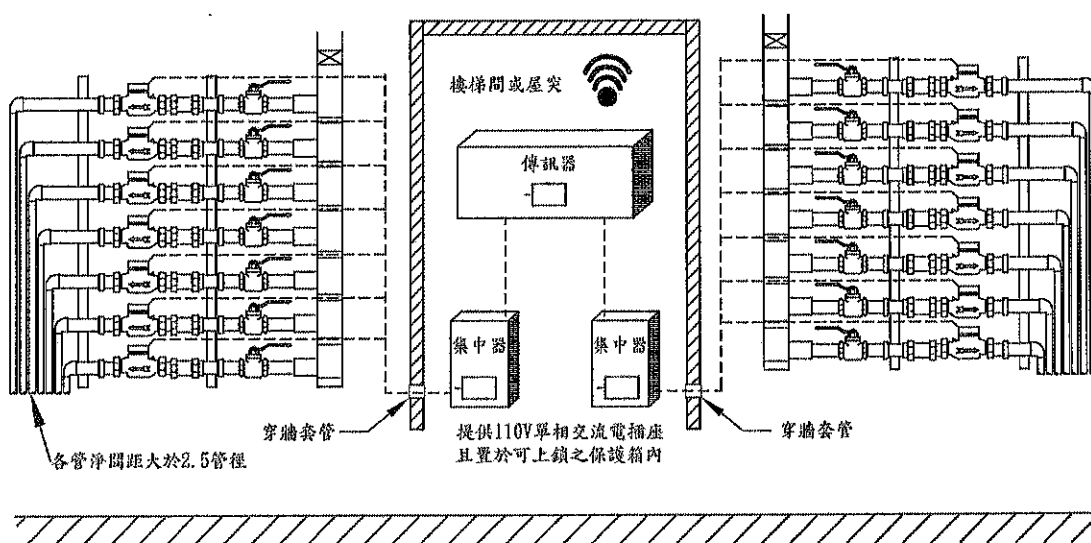 樓梯間或屋突
傳訊器
集中器
集中器
穿牆套管
提供110V單相交流電插座
且置於可上鎖之保護箱內
穿牆套管
各管淨間距大於2.5管徑